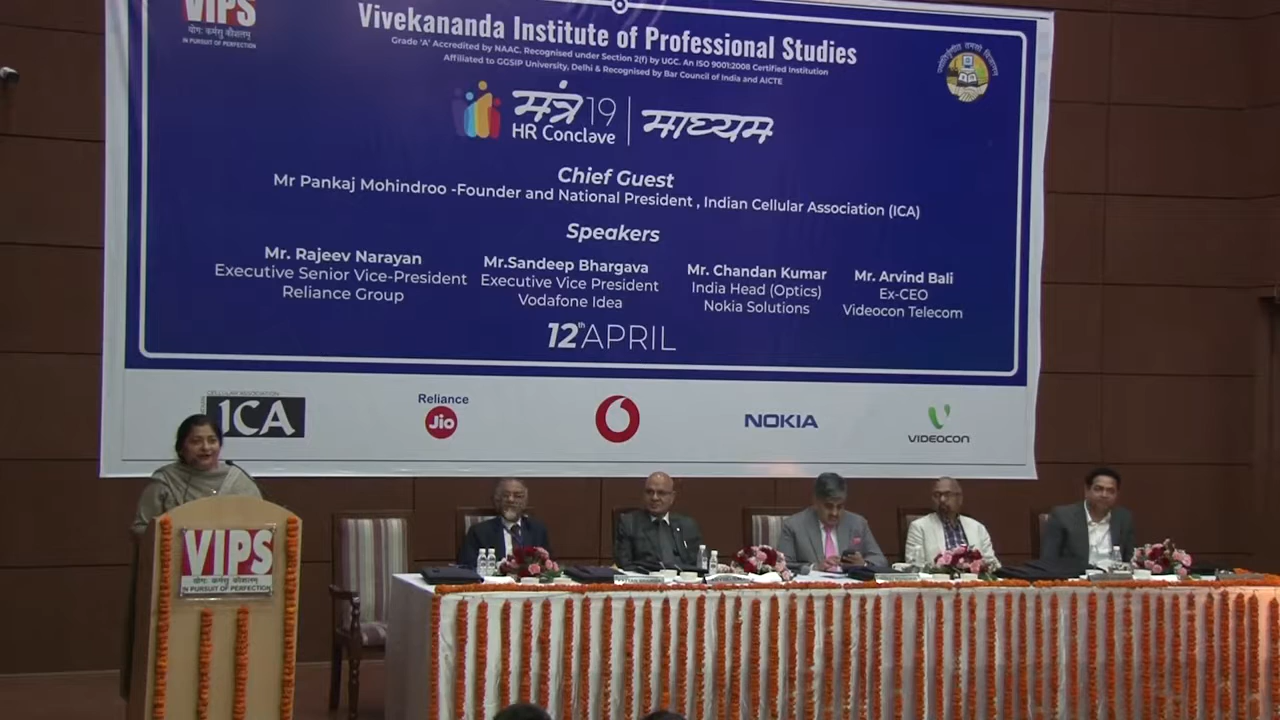 VIPS
योगः कर्मसु कौशलम्
IN PURSUIT OF PERFECTION
Vivekananda Institute of Professional Studies
Grade 'A' Accredited by NAAC, Recognised under Section 2(f) by UGC. An ISO 9001:2008 Certified Institution
Affiliated to GGSIP University, Delhi & Recognised by Bar Council of India and AICTE
मंत्र 19
HR Conclave
माध्यम
Chief Guest
Mr Pankaj Mohindroo -Founder and National President , Indian Cellular Association (ICA)
Speakers
Mr. Rajeev Narayan
Executive Senior Vice-President
Reliance Group
Mr.Sandeep Bhargava
Executive Vice President
Vodafone Idea
Mr. Chandan Kumar
India Head (Optics)
Nokia Solutions
Mr. Arvind Bali
Ex-CEO
Videocon Telecom
12th APRIL
CELLULAR ASSOCIATION
ICA
Reliance
Jio
NOKIA
VIDEOCON
VIPS
योगः कर्मसु कौशलम्
IN PURSUIT OF PERFECTION